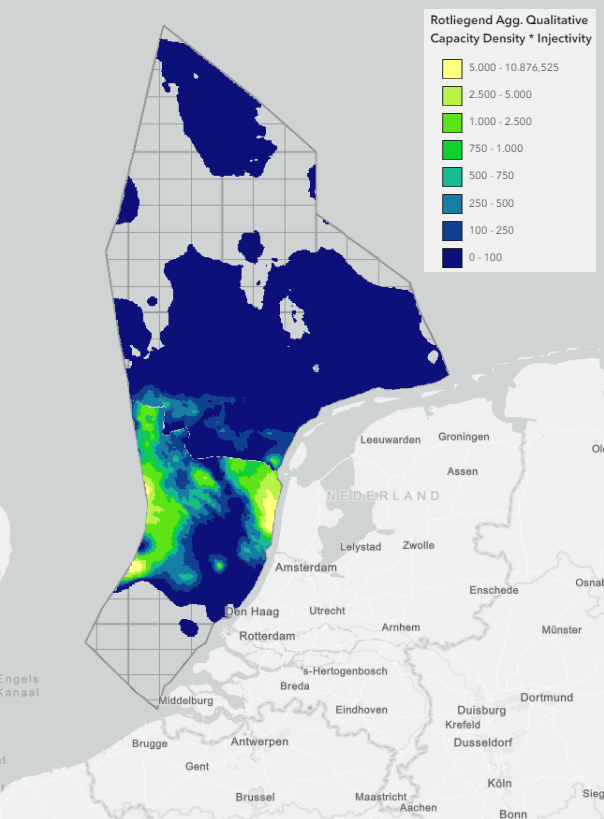 Rotliegend Agg. Qualitative
Capacity Density * Injectivity
5.000 - 10.876,525
2.500 - 5.000
1.000 - 2.500
750 - 1.000
500 - 750
250 - 500
100 - 250
0 - 100
Leeuwarden
Groningen
Assen
NEDERLAND
Lelystad
Zwolle
Amsterdam
Enschede
Den Haag
Utrecht
Rotterdam
Arnhem
Münster
's-Hertogenbosch
Engels
Kanaal
Breda
Middelburg
Eindhoven
Dortmund
Duisburg
Krefeld
Brugge
Antwerpen
Dusseldorf
Gent
Köln
Brussel
Maastricht
Aachen
Bonn